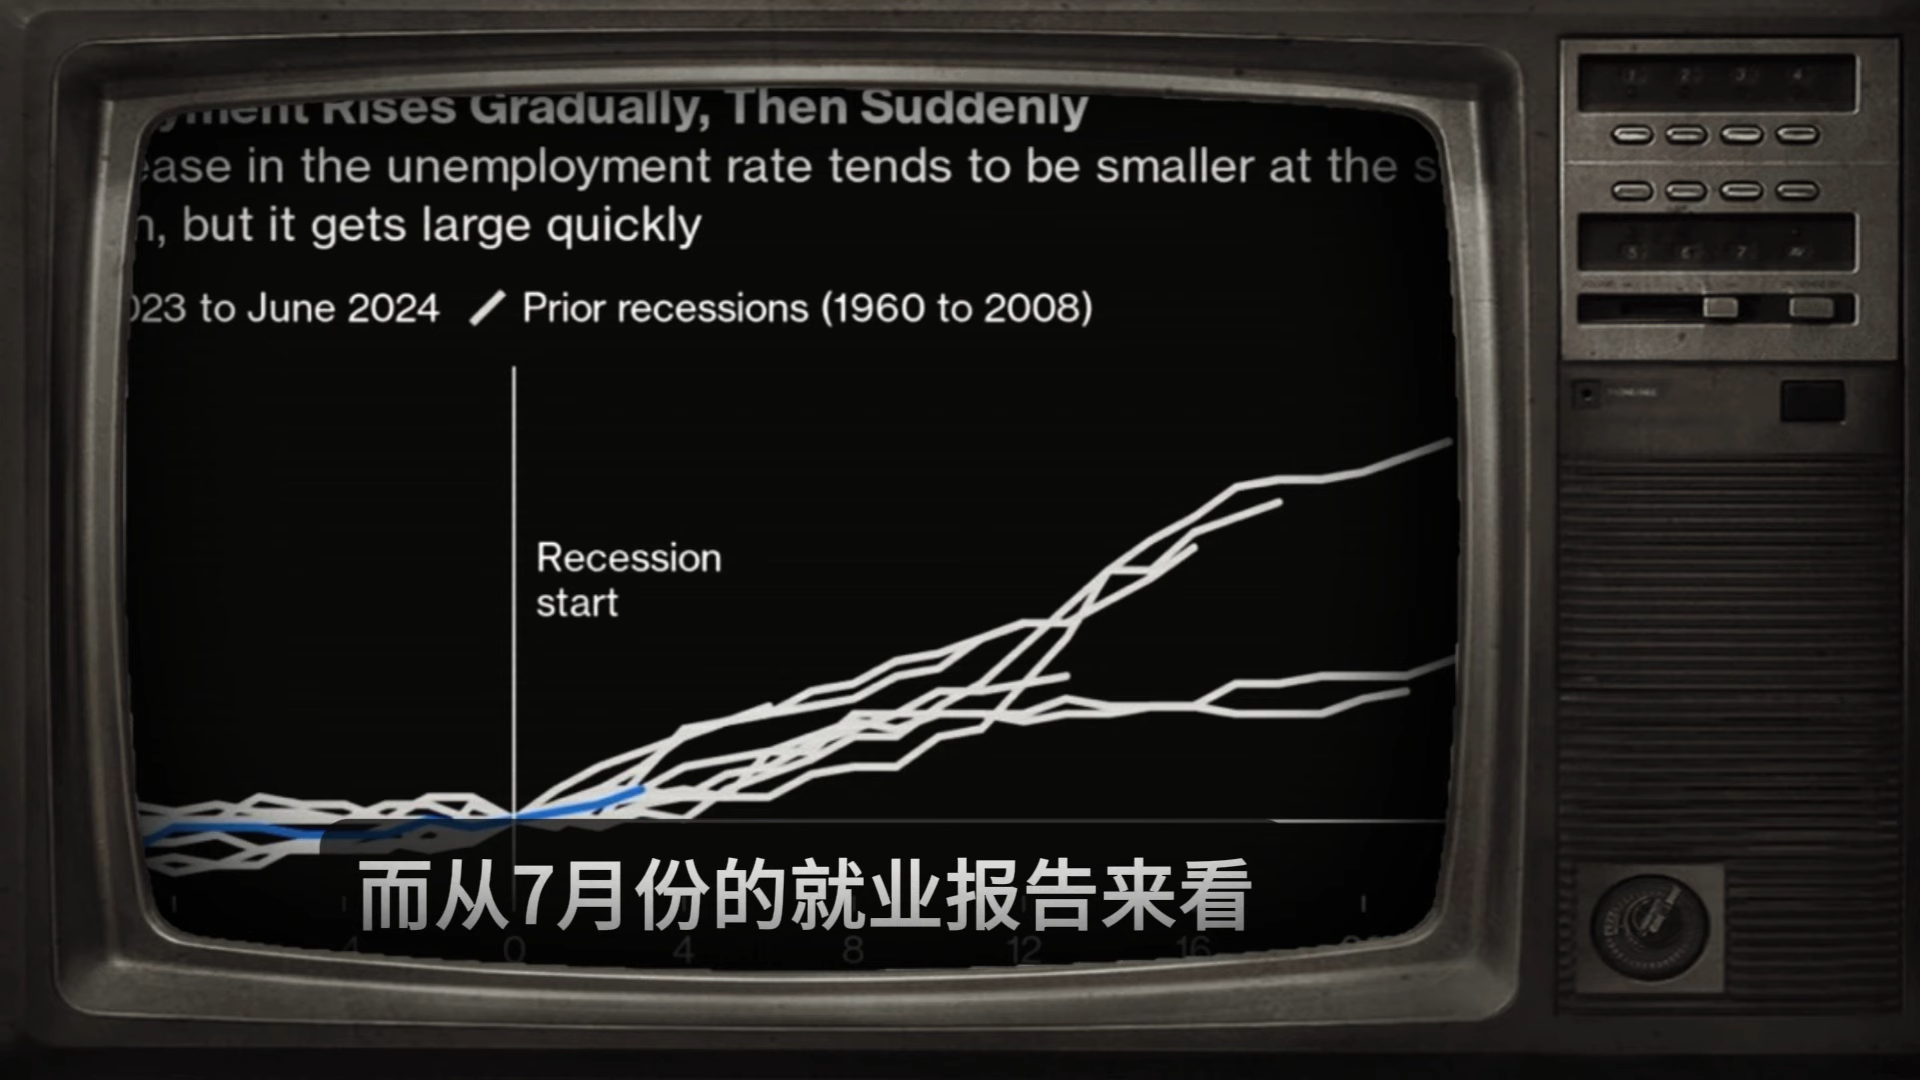 Rises Gradually, Then Suddenly
in the unemployment rate tends to be smaller at the
but it gets large quickly
to June 2024 Prior recessions (1960 to 2008)
Recession
start
而从7月份的就业报告来看
0 4 8 12 16